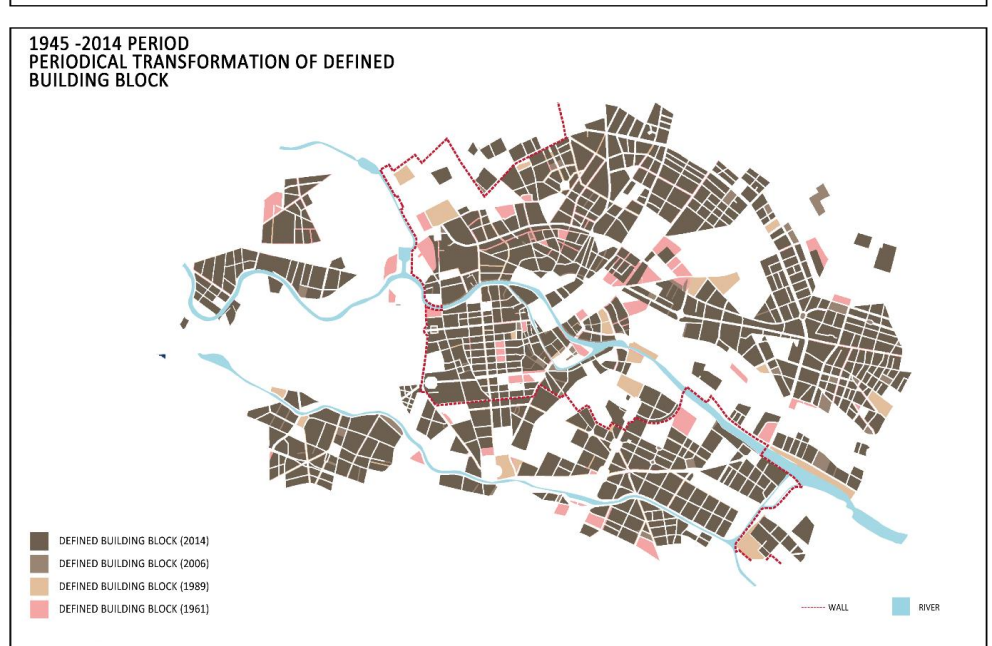 1945 -2014 PERIOD
PERIODICAL TRANSFORMATION OF DEFINED
BUILDING BLOCK
DEFINED BUILDING BLOCK (2014)
DEFINED BUILDING BLOCK (2006)
DEFINED BUILDING BLOCK (1989)
DEFINED BUILDING BLOCK (1961)
WALL
RIVER